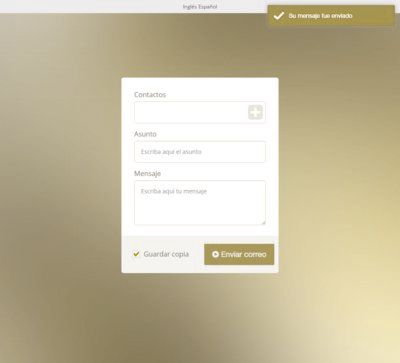 Inglés Español
Su mensaje fue enviado
Contactos
Asunto
Escriba aquí el asunto
Mensaje
Escriba aquí tu mensaje
Guardar copia
Enviar correo